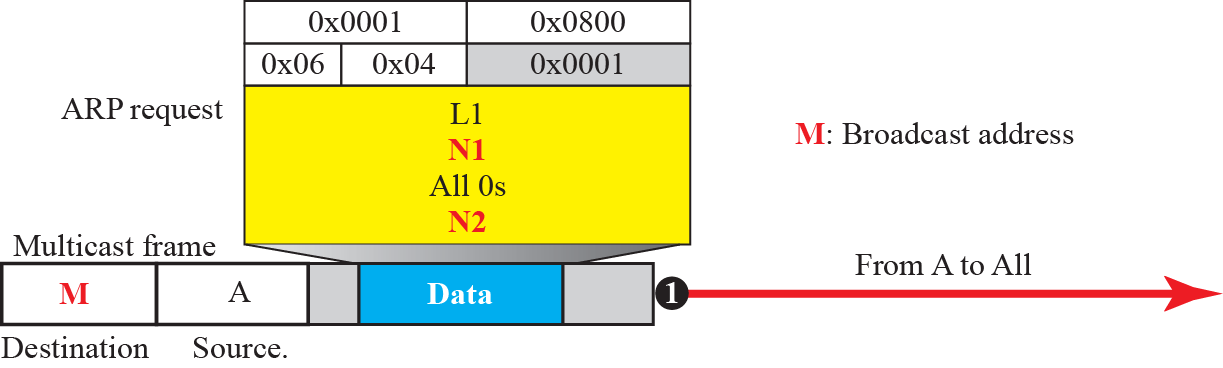 0x0001 0x0800
0x06 0x04 0x0001
ARP request
L1
N1
All 0s
N2
M: Broadcast address
Multicast frame
M A Data 1
From A to All
Destination Source.